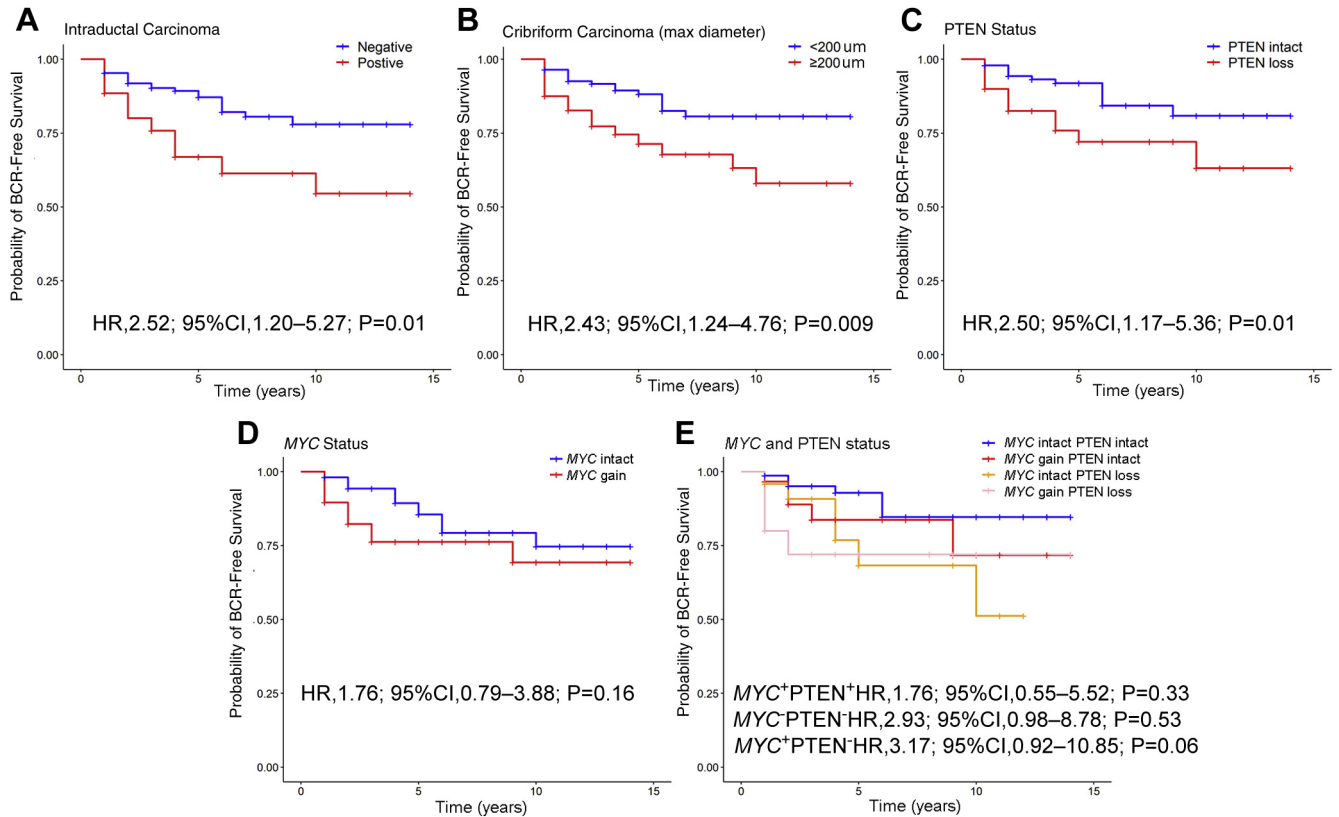 A
Intraductal Carcinoma
Negative
Postive
Probability of BCR-Free Survival
1.00
0.75
0.50
0.25
0.00
HR,2.52; 95%CI,1.20–5.27; P=0.01
0 5 10 15
Time (years)
B
Cribriform Carcinoma (max diameter)
<200 um
≥200 um
Probability of BCR-Free Survival
1.00
0.75
0.50
0.25
0.00
HR,2.43; 95%CI,1.24–4.76; P=0.009
0 5 10 15
Time (years)
C
PTEN Status
PTEN intact
PTEN loss
Probability of BCR-Free Survival
1.00
0.75
0.50
0.25
0.00
HR,2.50; 95%CI,1.17–5.36; P=0.01
0 5 10 15
Time (years)
D
MYC Status
MYC intact
MYC gain
Probability of BCR-Free Survival
1.00
0.75
0.50
0.25
0.00
HR,1.76; 95%CI,0.79–3.88; P=0.16
0 5 10 15
Time (years)
E
MYC and PTEN status
MYC intact PTEN intact
MYC gain PTEN intact
MYC intact PTEN loss
MYC gain PTEN loss
Probability of BCR-Free Survival
1.00
0.75
0.50
0.25
0.00
MYC⁺PTEN⁺HR,1.76; 95%CI,0.55–5.52; P=0.33
MYC⁻PTEN⁻HR,2.93; 95%CI,0.98–8.78; P=0.53
MYC⁺PTEN⁻HR,3.17; 95%CI,0.92–10.85; P=0.06
0 5 10 15
Time (years)